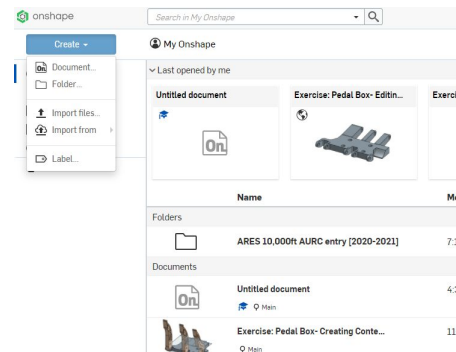 onshape
Search in My Onshape
Create
My Onshape
Document...
Folder...
Import files...
Import from
Label...
Last opened by me
Untitled document
Exercise: Pedal Box- Editin...
On
Name
Folders
ARES 10,000ft AURC entry [2020-2021]
Documents
On
Untitled document
Main
Exercise: Pedal Box- Creating Conte...
Main